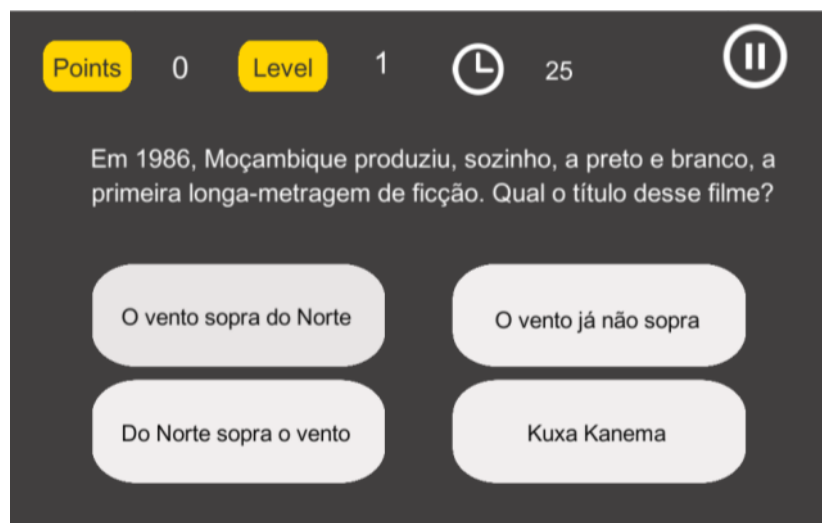 Points 0 Level 1 25
Em 1986, Moçambique produziu, sozinho, a preto e branco, a
primeira longa-metragem de ficção. Qual o título desse filme?
O vento sopra do Norte
O vento já não sopra
Do Norte sopra o vento
Kuxa Kanema